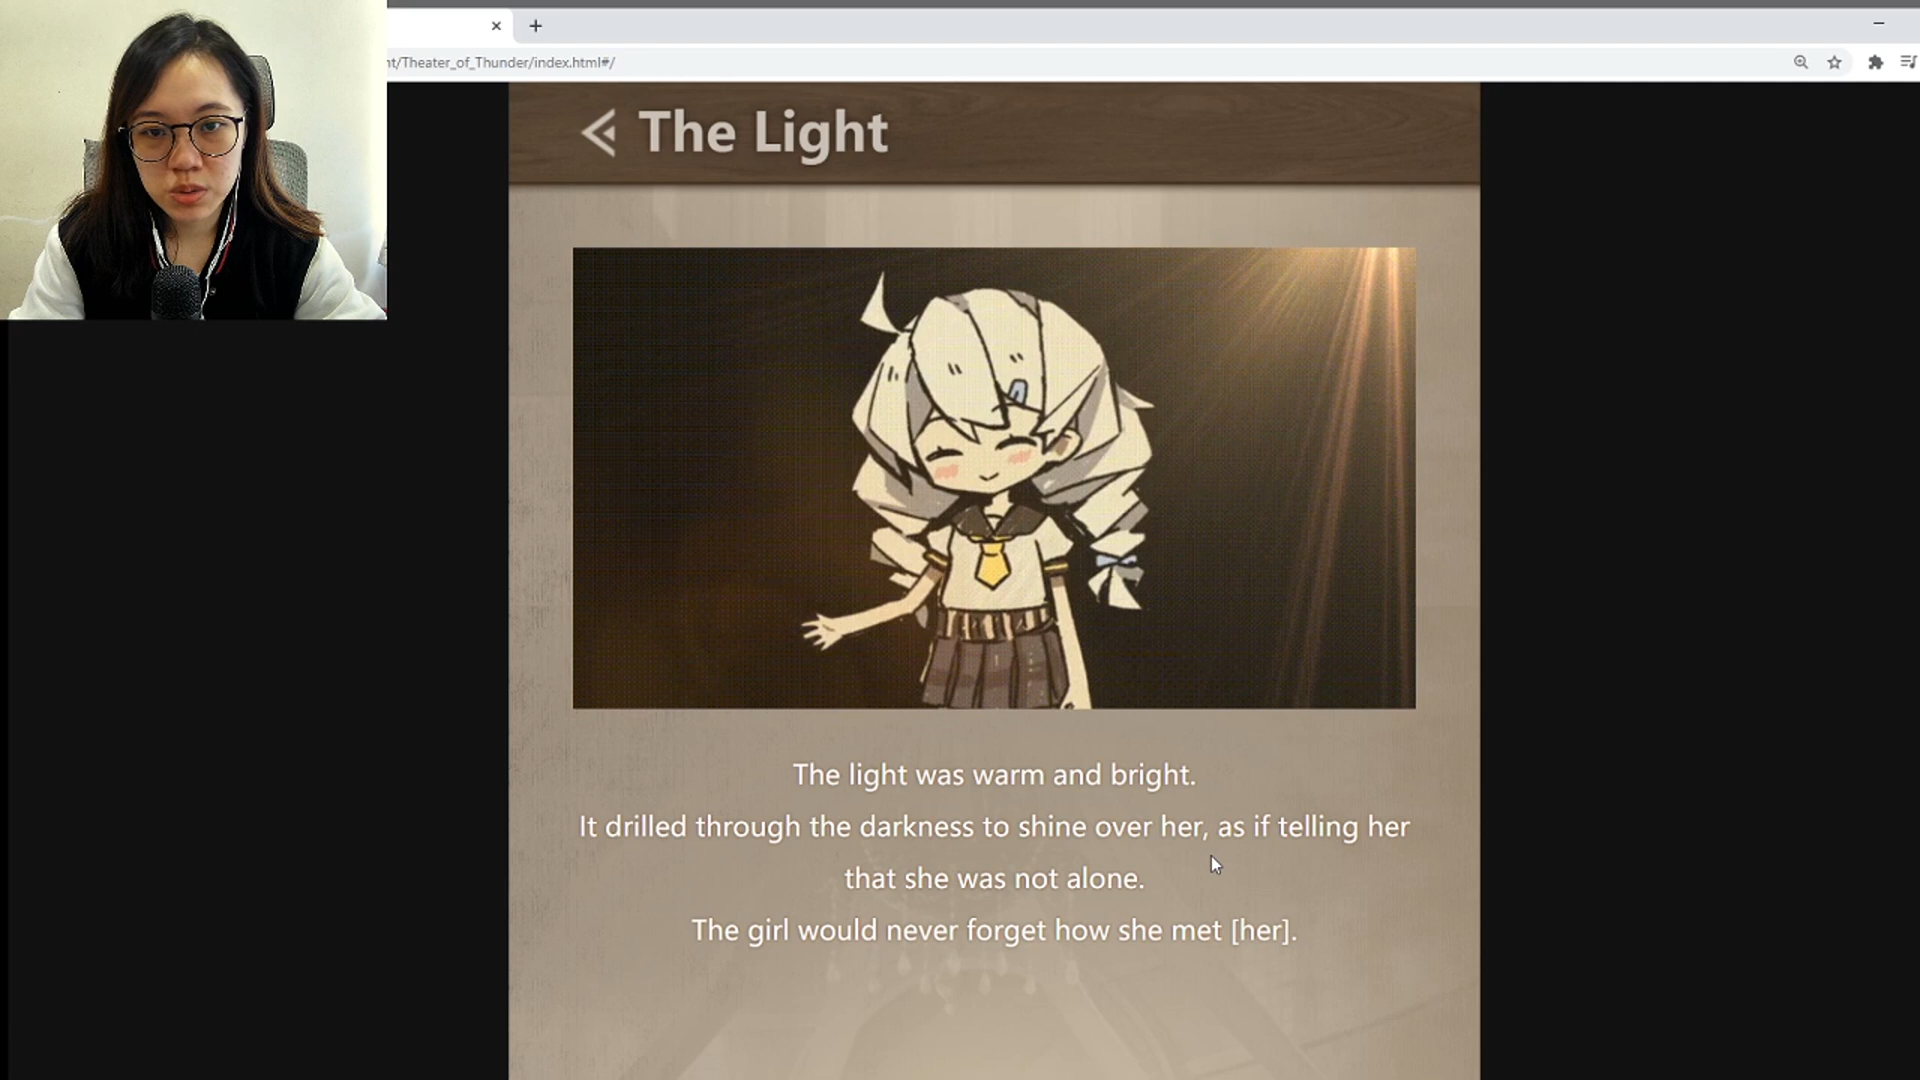 nt/Theater_of_Thunder/index.html#/
The Light
The light was warm and bright.
It drilled through the darkness to shine over her, as if telling her
that she was not alone.
The girl would never forget how she met [her].